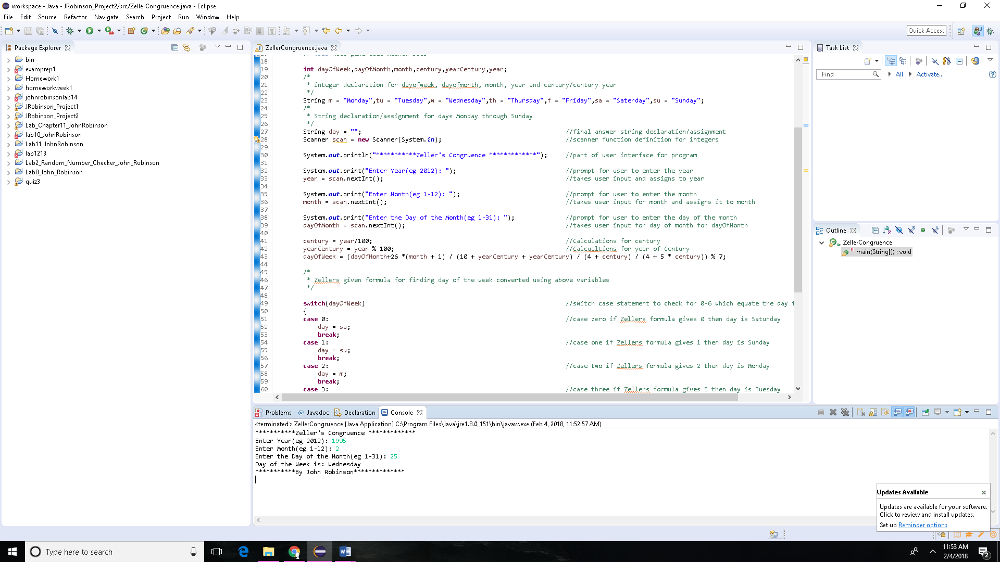 workspace - Java - JRobinson_Project2/src/ZellerCongruence.java - Eclipse
File Edit Source Refactor Navigate Search Project Run Window Help
Quick Access
Package Explorer
bin
examprep1
Homework1
homeworkweek1
johnrobinsonlab14
JRobinson_Project1
JRobinson_Project2
Lab_Chapter11_JohnRobinson
lab10_JohnRobinson
Lab11_JohnRobinson
lab1213
Lab2_Random_Number_Checker_John_Robinson
Lab8_John_Robinson
quiz3
ZellerCongruence.java
18
19 int dayOfWeek,dayOfMonth,month,century,yearCentury,year;
20 /*
21 * integer declaration for dayofweek, dayofmonth, month, year and century/century year
22 */
23 String m = "Monday",tu = "Tuesday",w = "Wednesday",th = "Thursday",f = "Friday",sa = "Saterday",su = "Sunday";
24 /*
25 * String declaration/assignment for days Monday through Sunday
26 */
27 String day = ""; //final answer string declaration/assignment
28 Scanner scan = new Scanner(System.in); //scanner function definition for integers
29
30 System.out.println("***********Zeller's Congruence *************"); //part of user interface for program
31
32 System.out.print("Enter Year(eg 2012): "); //prompt for user to enter the year
33 year = scan.nextInt(); //takes user input and assigns to year
34
35 System.out.print("Enter Month(eg 1-12): "); //prompt for user to enter the month
36 month = scan.nextInt(); //takes user input for month and assigns it to month
37
38 System.out.print("Enter the Day of the Month(eg 1-31): "); //prompt for user to enter the day of the month
39 dayOfMonth = scan.nextInt(); //takes user input for day of month for dayOfMonth
40
41 century = year/100; //Calculations for century
42 yearCentury = year % 100; //Calcualtions for year of Century
43 dayOfWeek = (dayOfMonth+26 *(month + 1) / (10 + yearCentury + yearCentury) / (4 + century) / (4 + 5 * century)) % 7;
44
45 /*
46 * Zellers given formula for finding day of the week converted using above variables
47 */
48
49 switch(dayOfWeek) //switch case statement to check for 0-6 which equate the day
50 {
51 case 0: //case zero if Zellers formula gives 0 then day is Saturday
52 day = sa;
53 break;
54 case 1: //case one if Zellers formula gives 1 then day is Sunday
55 day = su;
56 break;
57 case 2: //case two if Zellers formula gives 2 then day is Monday
58 day = m;
59 break;
60 case 3: //case three if Zellers formula gives 3 then day is Tuesday
Task List
Find All Activate...
Outline
ZellerCongruence
main(String[]) : void
Problems @ Javadoc Declaration Console
<terminated> ZellerCongruence [Java Application] C:\Program Files\Java\jre1.8.0_151\bin\javaw.exe (Feb 4, 2018, 11:52:57 AM)
***********Zeller's Congruence *************
Enter Year(eg 2012): 1995
Enter Month(eg 1-12): 2
Enter the Day of the Month(eg 1-31): 25
Day of the Week is: Wednesday
***********By John Robinson**************
Updates Available
Updates are available for your software.
Click to review and install updates.
Set up Reminder options
Type here to search
11:53 AM
2/4/2018
2